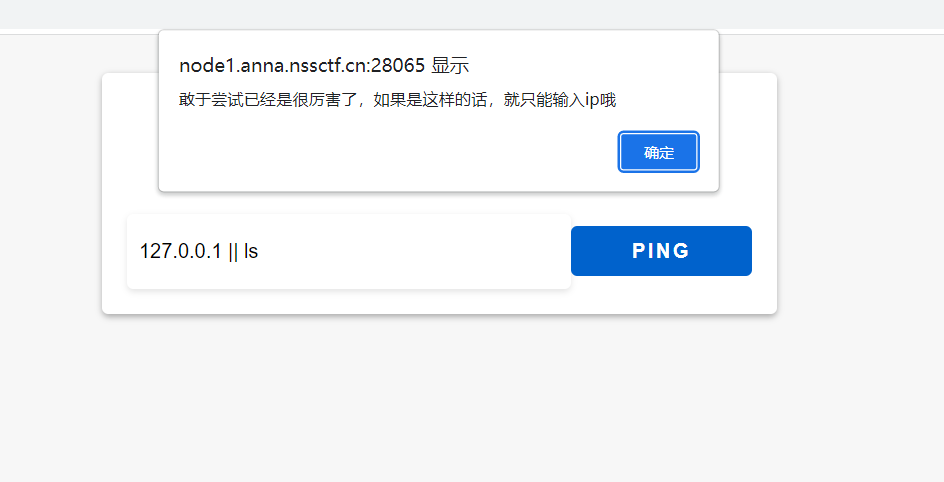 node1.anna.nssctf.cn:28065 显示
敢于尝试已经是很厉害了，如果是这样的话，就只能输入ip哦
确定
127.0.0.1 || ls
PING